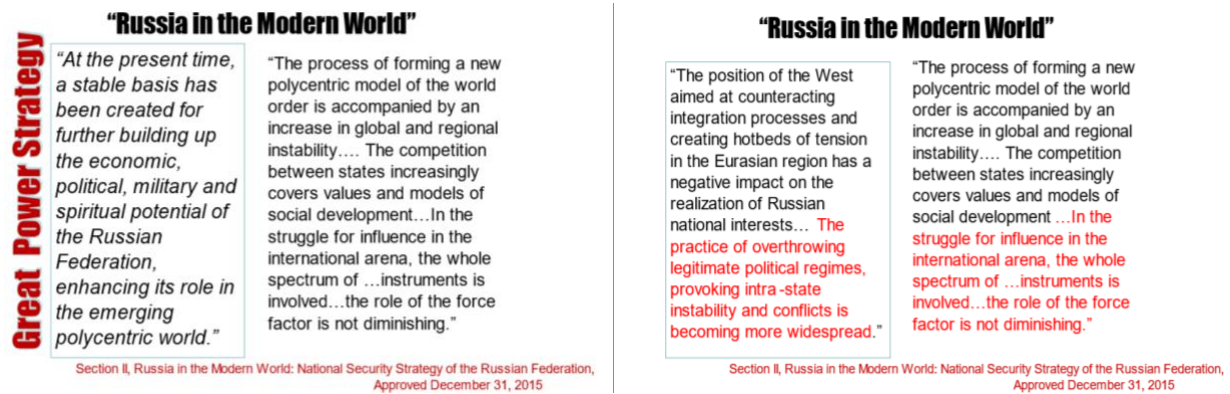 “Russia in the Modern World”
Great Power Strategy
“At the present time,
a stable basis has
been created for
further building up
the economic,
political, military and
spiritual potential of
the Russian
Federation,
enhancing its role in
the emerging
polycentric world.”
“The process of forming a new
polycentric model of the world
order is accompanied by an
increase in global and regional
instability…. The competition
between states increasingly
covers values and models of
social development…In the
struggle for influence in the
international arena, the whole
spectrum of …instruments is
involved…the role of the force
factor is not diminishing.”
Section II, Russia in the Modern World: National Security Strategy of the Russian Federation,
Approved December 31, 2015
“Russia in the Modern World”
“The position of the West
aimed at counteracting
integration processes and
creating hotbeds of tension
in the Eurasian region has a
negative impact on the
realization of Russian
national interests… The
practice of overthrowing
legitimate political regimes,
provoking intra-state
instability and conflicts is
becoming more widespread.”
“The process of forming a new
polycentric model of the world
order is accompanied by an
increase in global and regional
instability…. The competition
between states increasingly
covers values and models of
social development …In the
struggle for influence in the
international arena, the whole
spectrum of …instruments is
involved…the role of the force
factor is not diminishing.”
Section II, Russia in the Modern World: National Security Strategy of the Russian Federation,
Approved December 31, 2015